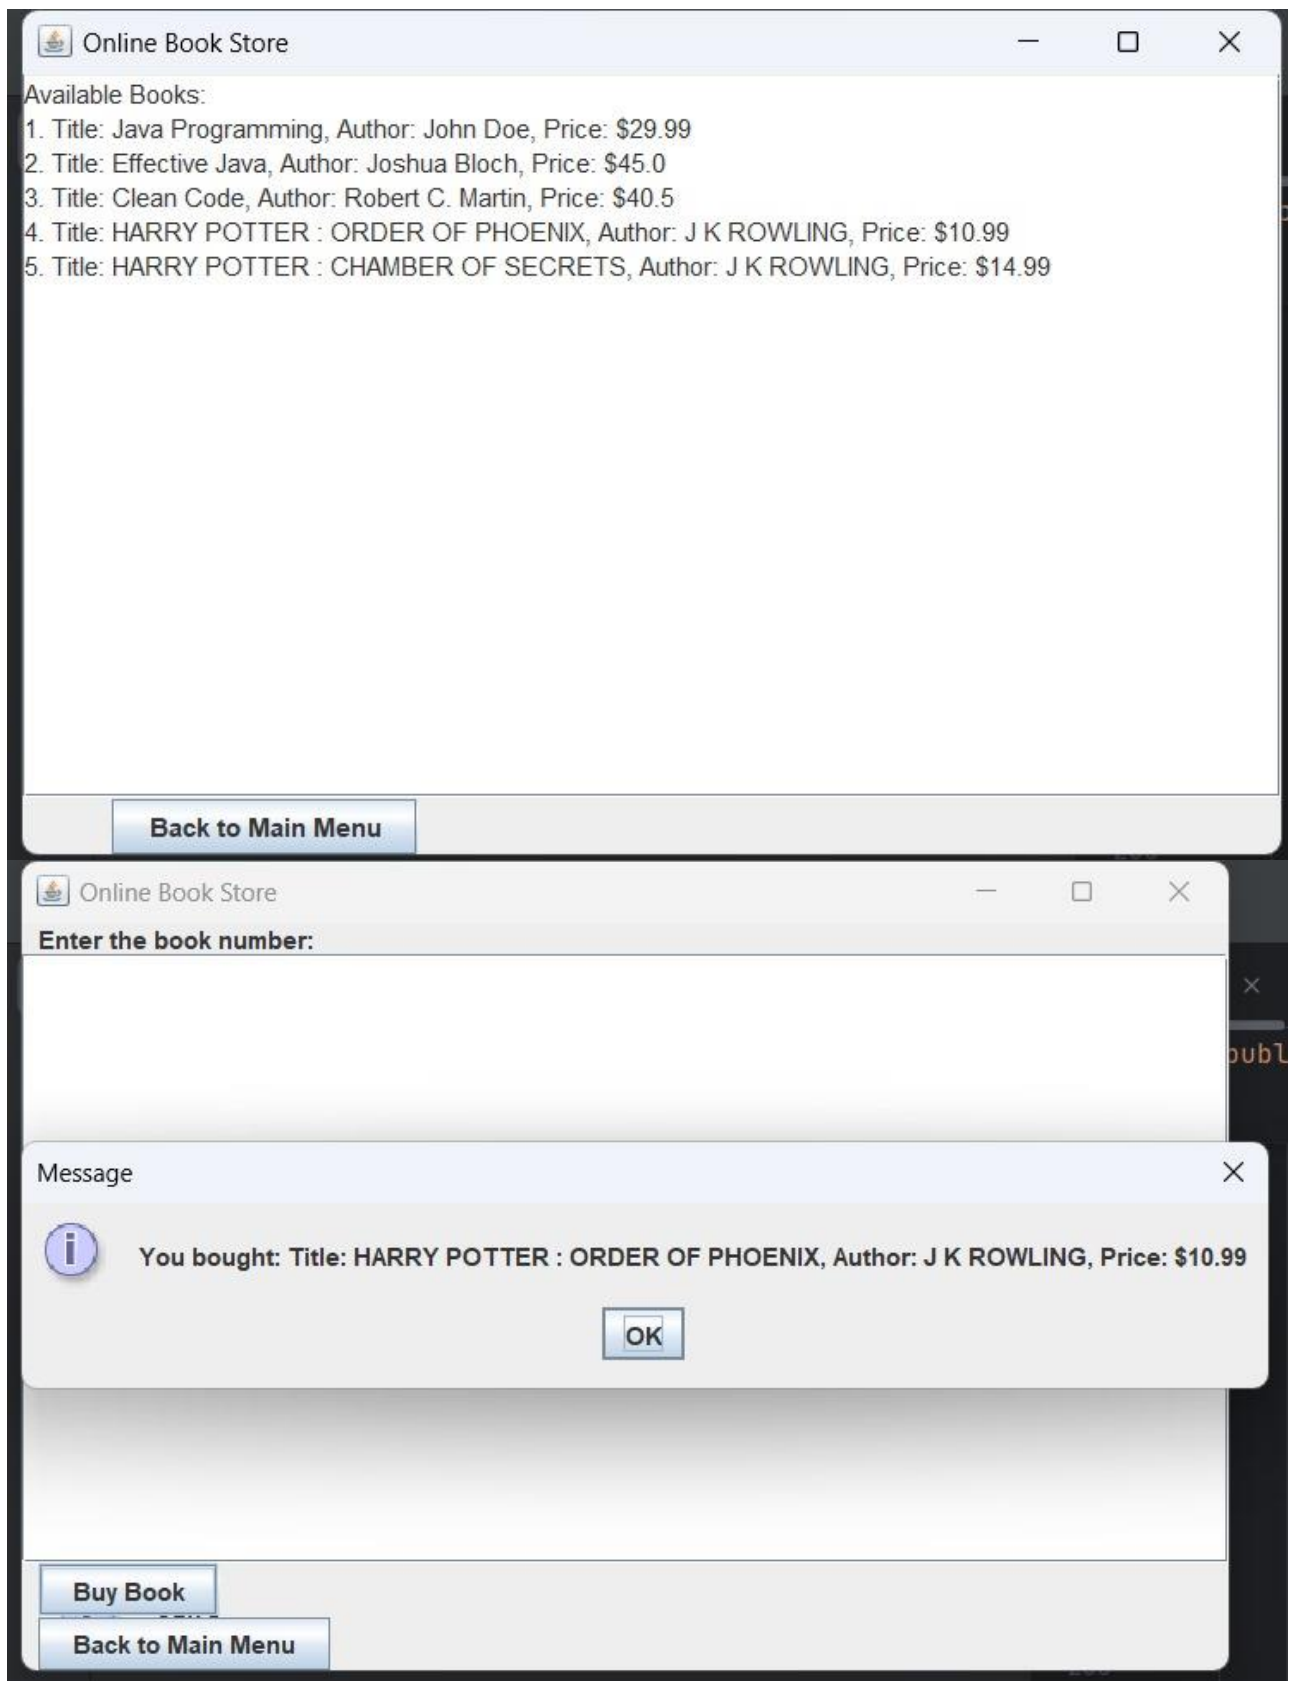 Online Book Store
Available Books:
1. Title: Java Programming, Author: John Doe, Price: $29.99
2. Title: Effective Java, Author: Joshua Bloch, Price: $45.0
3. Title: Clean Code, Author: Robert C. Martin, Price: $40.5
4. Title: HARRY POTTER : ORDER OF PHOENIX, Author: J K ROWLING, Price: $10.99
5. Title: HARRY POTTER : CHAMBER OF SECRETS, Author: J K ROWLING, Price: $14.99
Back to Main Menu
Online Book Store
Enter the book number:
publ
Message
You bought: Title: HARRY POTTER : ORDER OF PHOENIX, Author: J K ROWLING, Price: $10.99
OK
Buy Book
Back to Main Menu